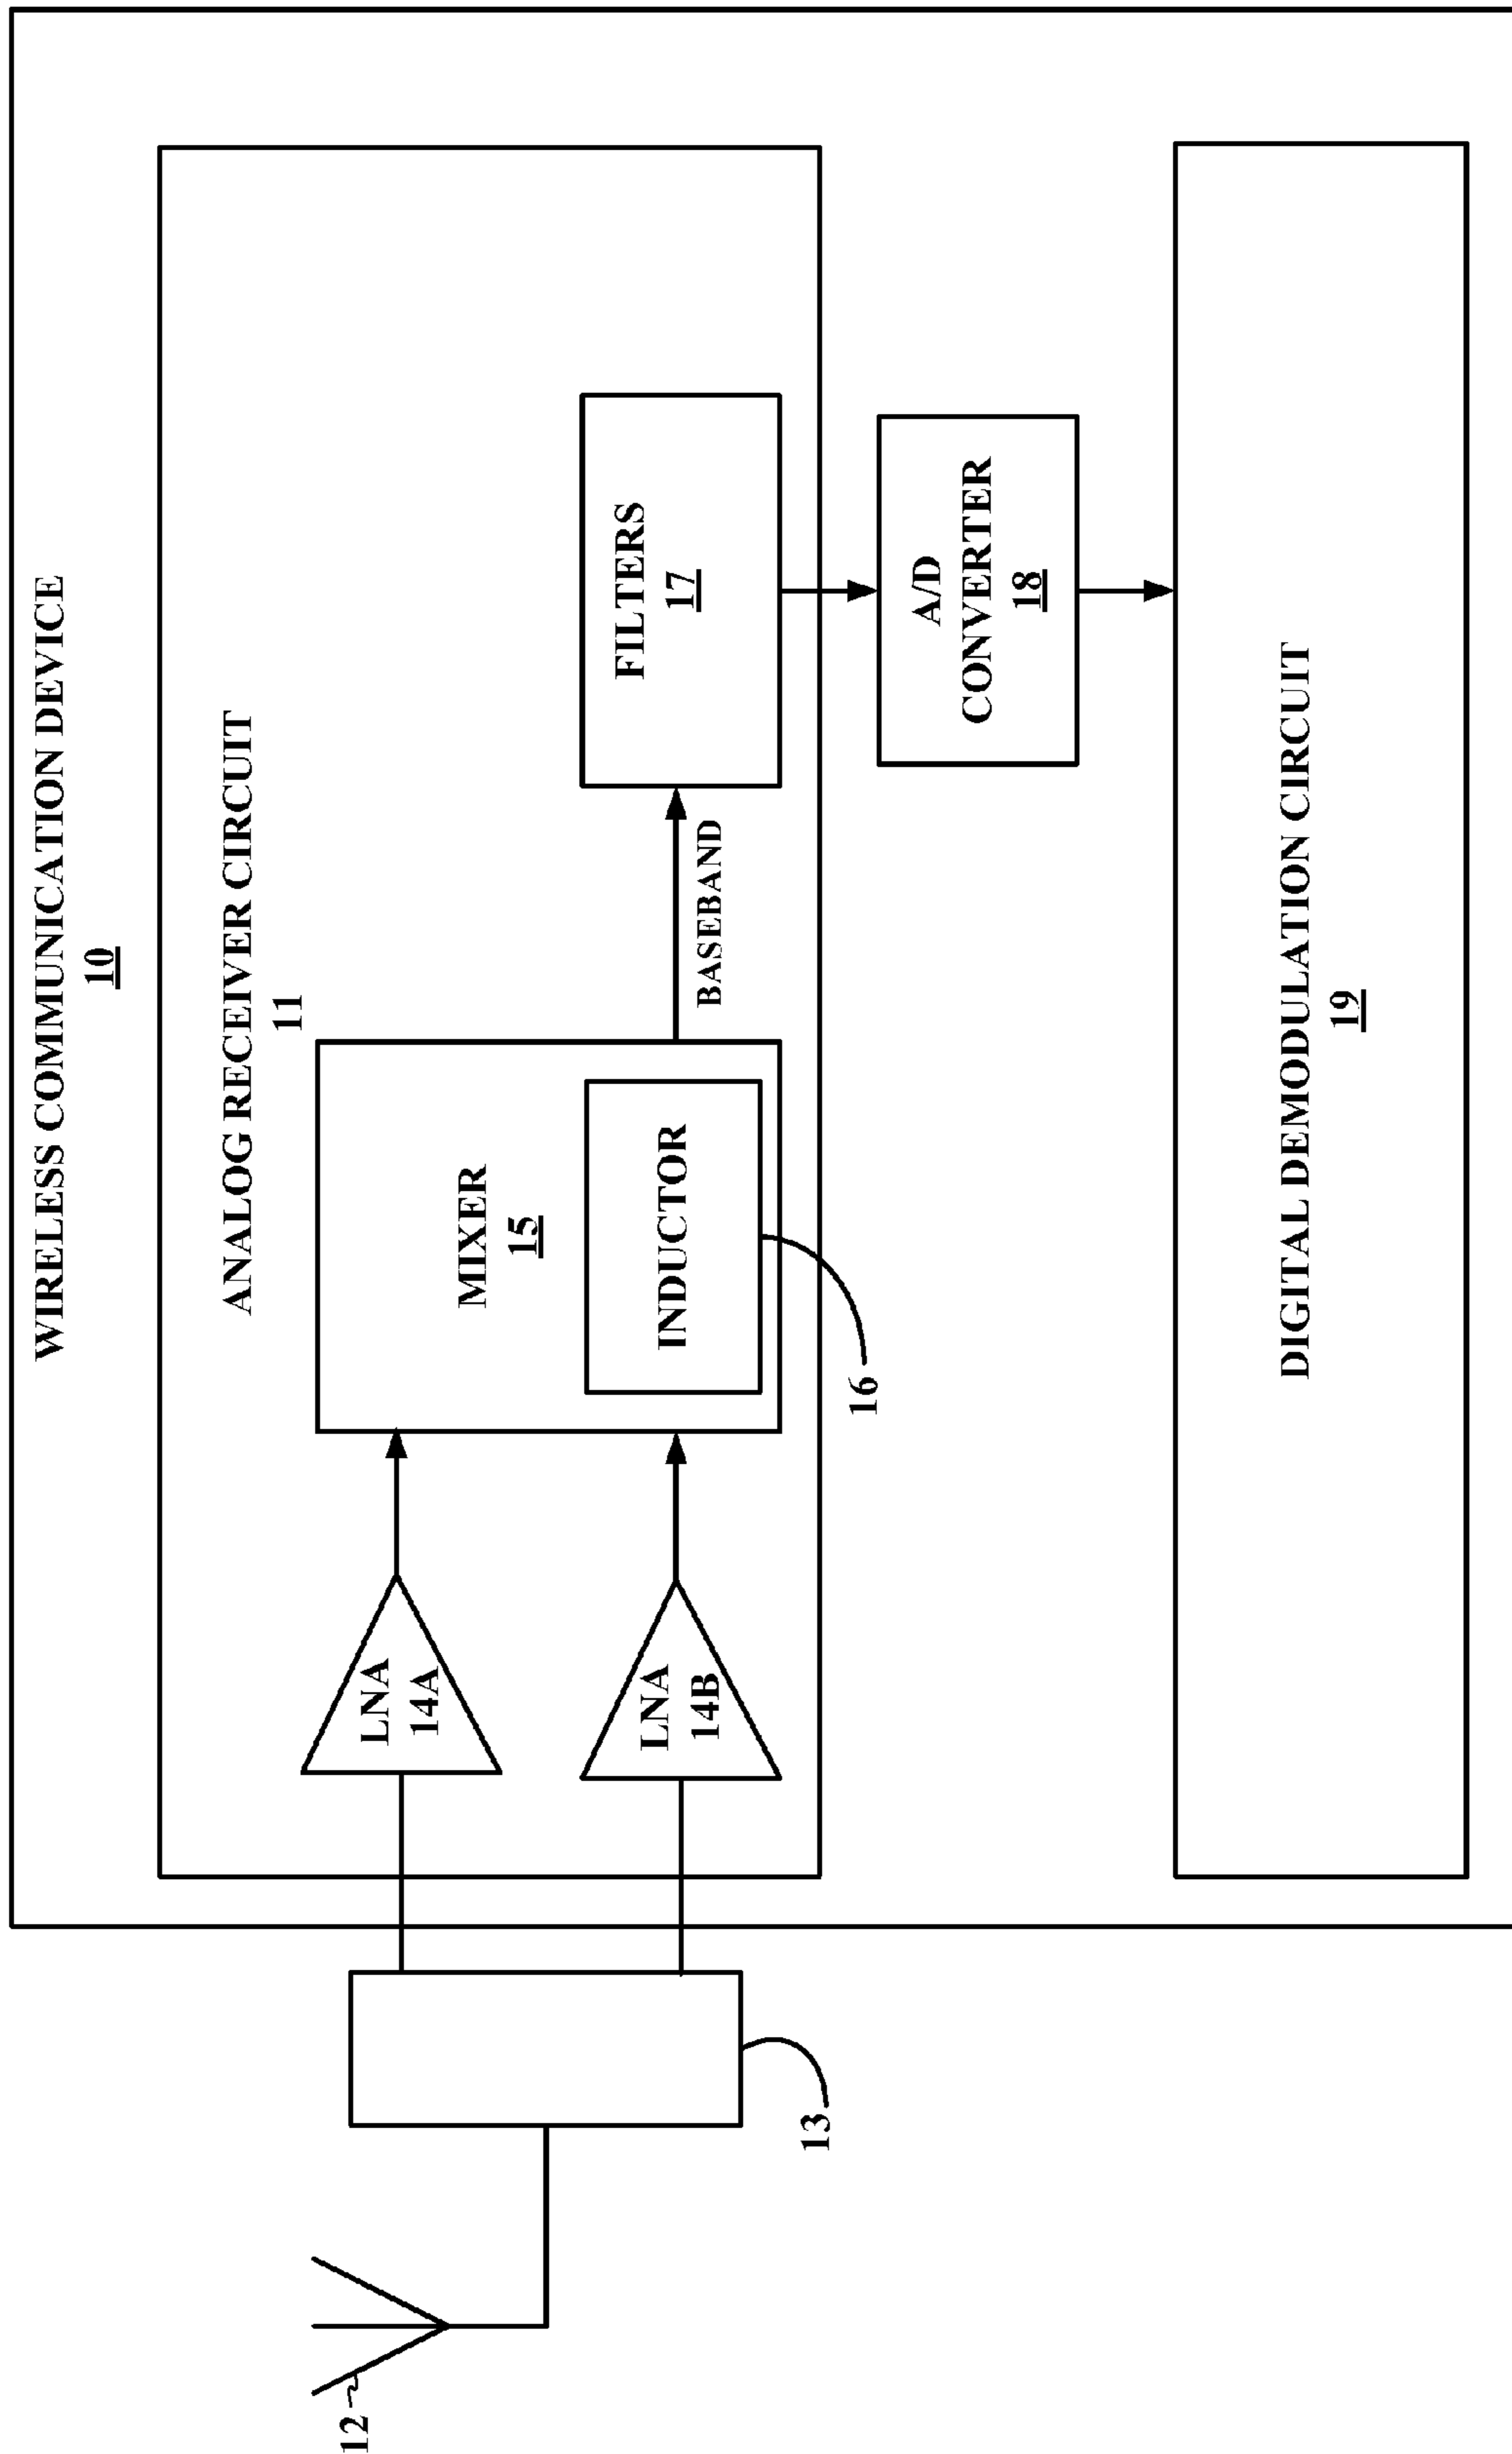 WIRELESS COMMUNICATION DEVICE
10
ANALOG RECEIVER CIRCUIT
11
12
13
LNA
14A
LNA
14B
MIXER
15
INDUCTOR
16
BASEBAND
FILTERS
17
A/D
CONVERTER
18
DIGITAL DEMODULATION CIRCUIT
19